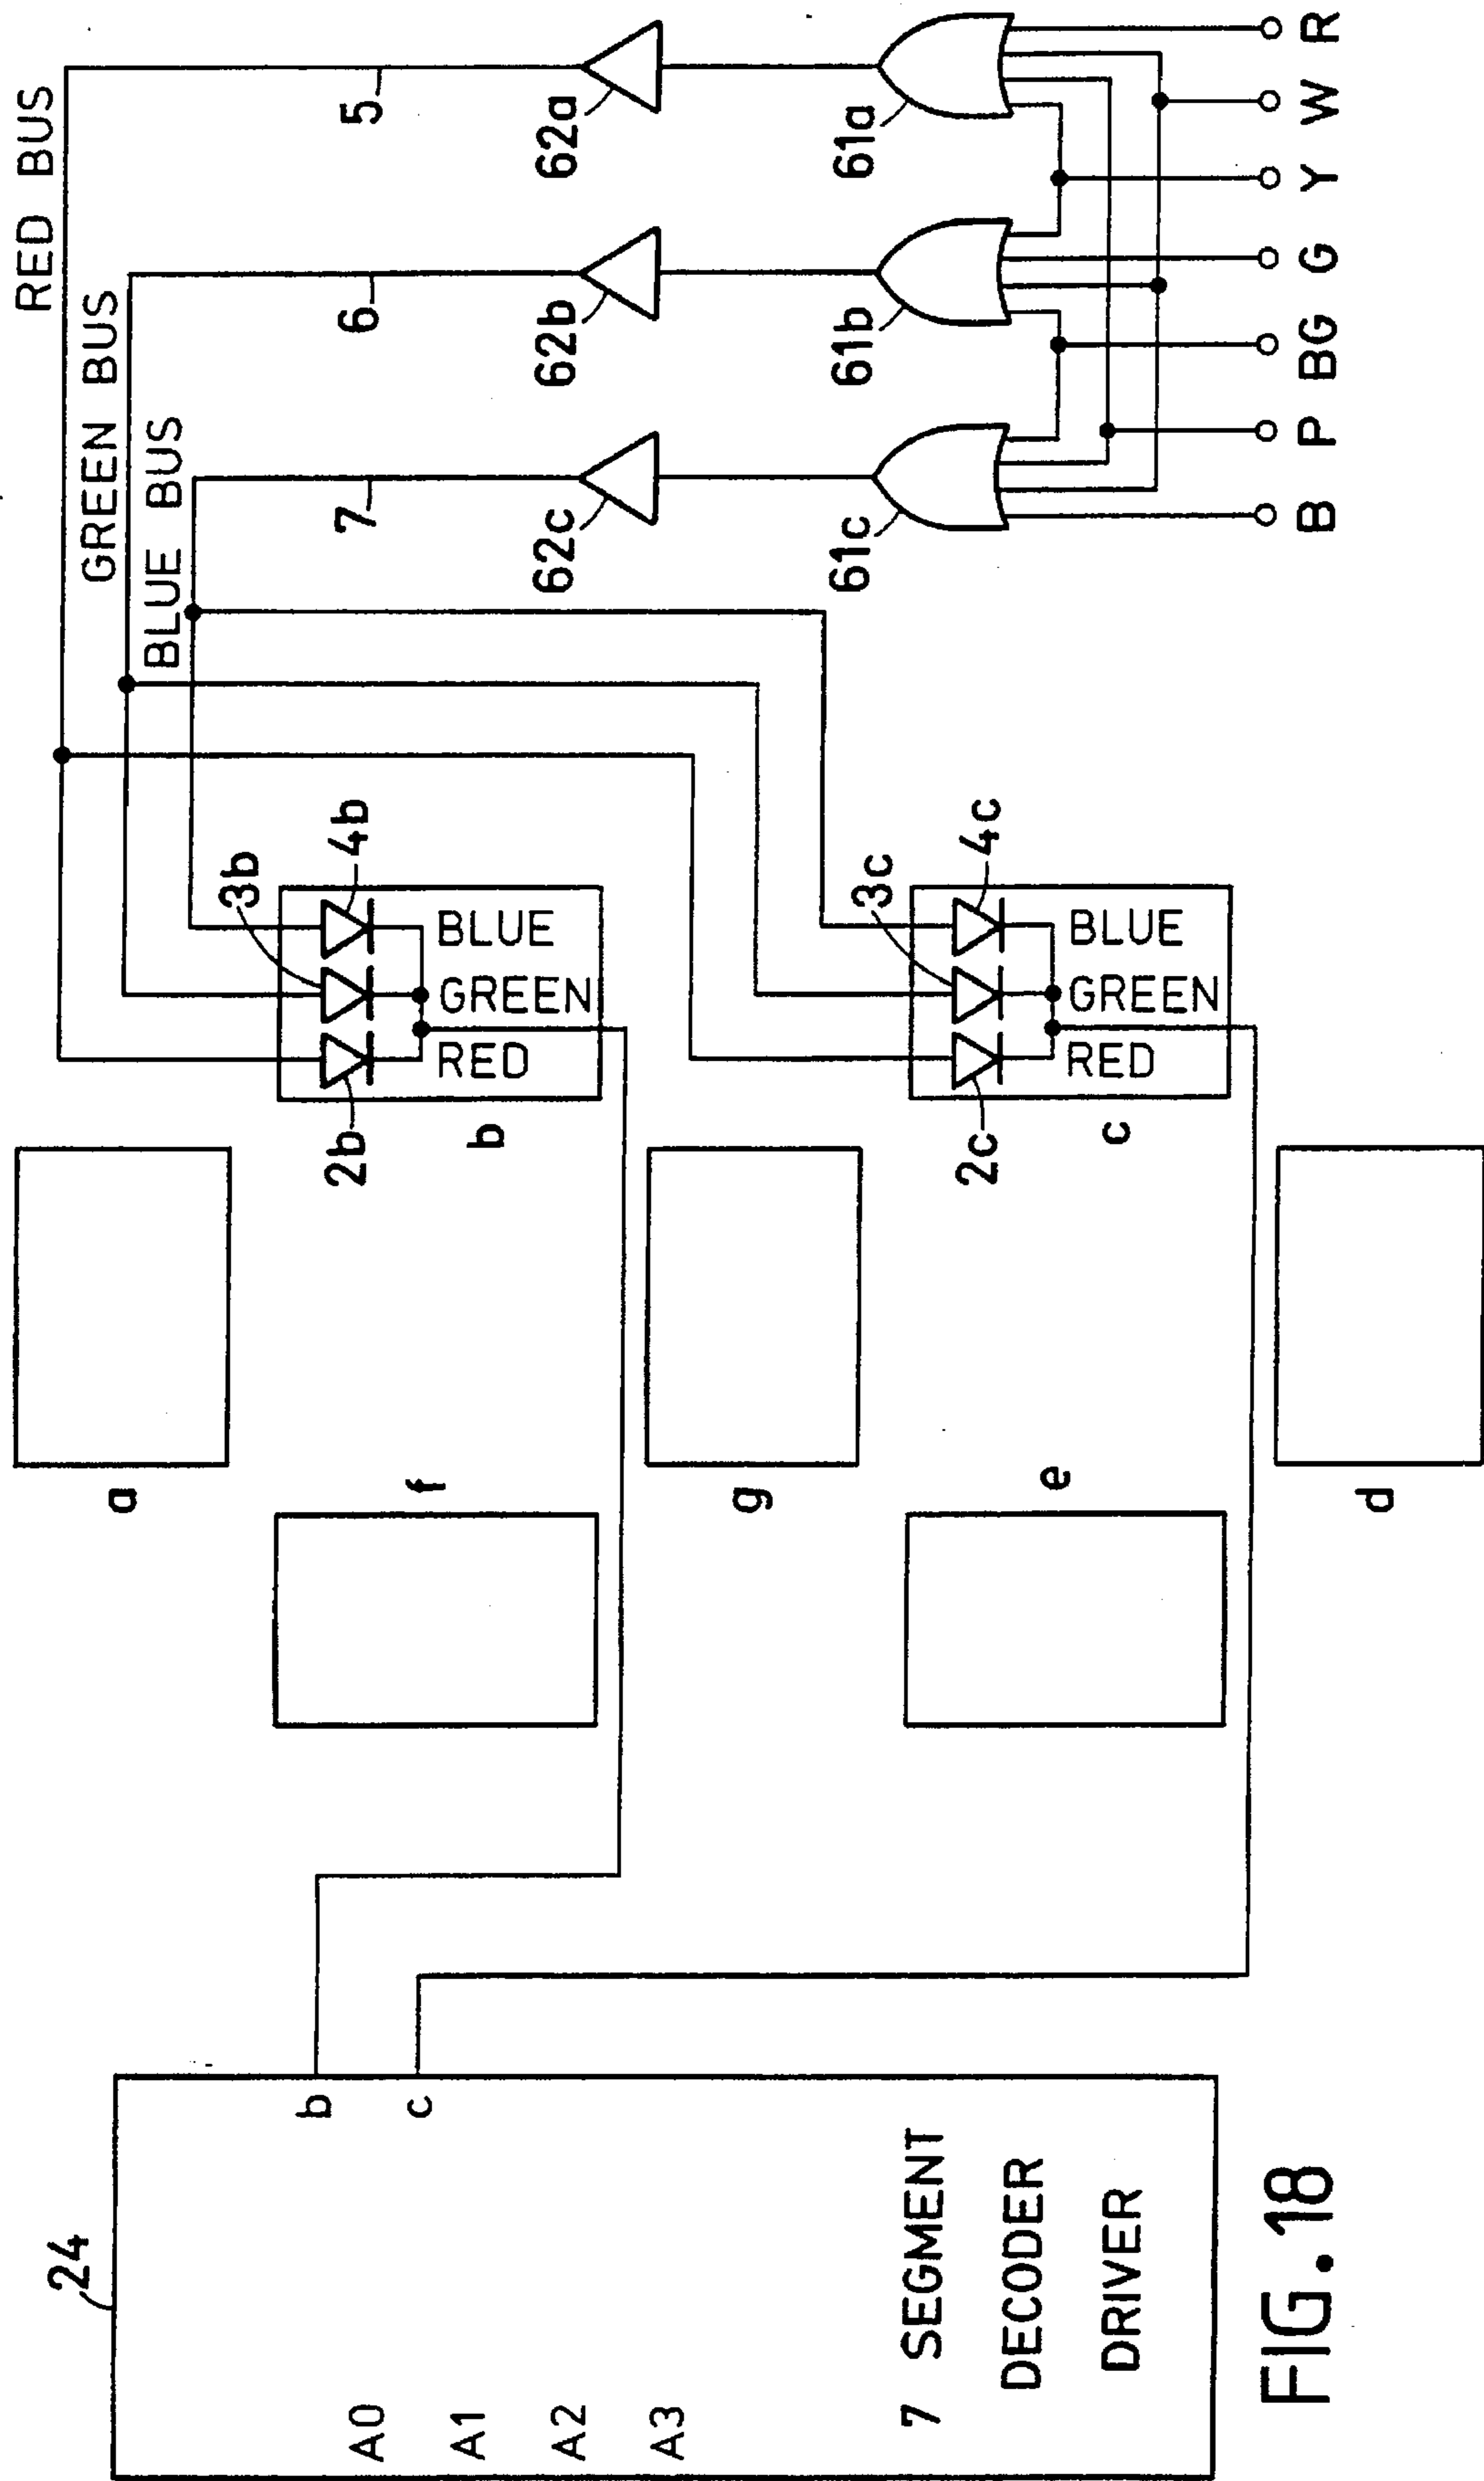 24
A0
A1
A2
A3
b
c
7 SEGMENT
DECODER
DRIVER
a
f
g
e
d
2b
3b
4b
BLUE
GREEN
RED
b
2c
3c
4c
BLUE
GREEN
RED
c
RED BUS
GREEN BUS
BLUE BUS
5
6
7
62a
62b
62c
61a
61b
61c
B
P
BG
G
Y
W
R
FIG. 18